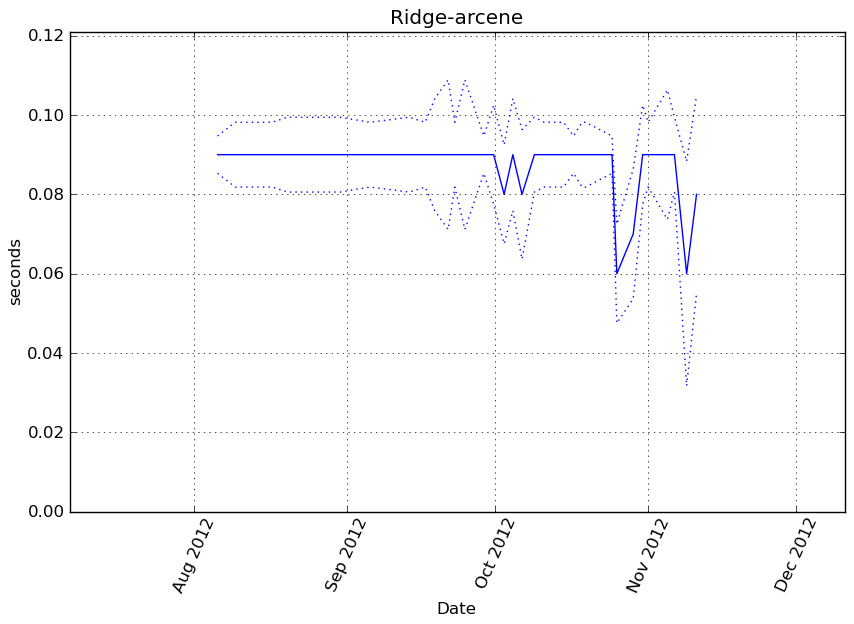 Ridge-arcene
0.12
0.10
0.08
0.06
0.04
0.02
0.00
seconds
Aug 2012
Sep 2012
Oct 2012
Nov 2012
Dec 2012
Date